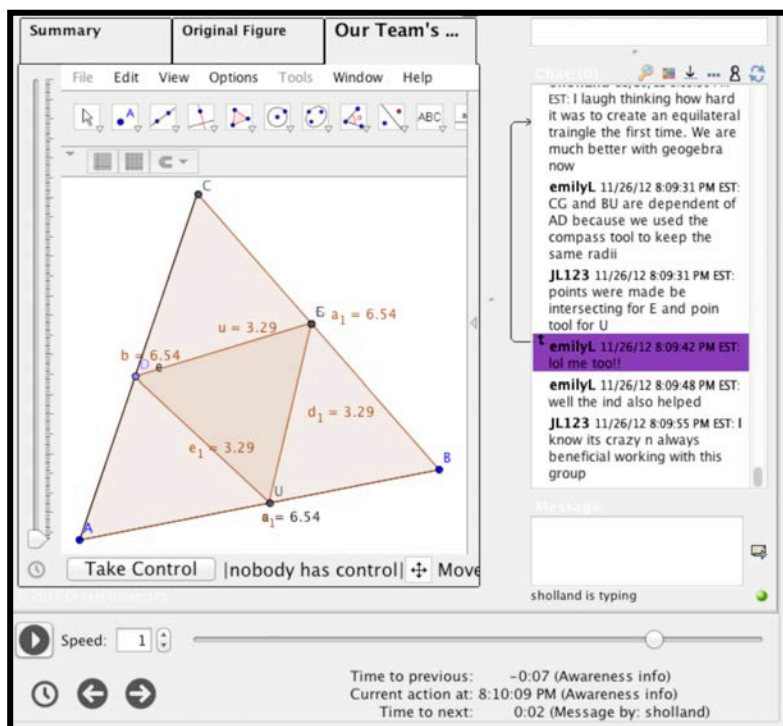 Summary
Original Figure
Our Team's ...
File Edit View Options Tools Window Help
A
ABC
C
E a₁ = 6.54
u = 3.29
b = 6.54
D
e
d₁ = 3.29
e₁ = 3.29
B
U
a₁ = 6.54
A
Take Control |nobody has control| Move
Chat: (0)
EST: I laugh thinking how hard
it was to create an equilateral
traingle the first time. We are
much better with geogebra
now
emilyL 11/26/12 8:09:31 PM EST:
CG and BU are dependent of
AD because we used the
compass tool to keep the
same radii
JL123 11/26/12 8:09:31 PM EST:
points were made be
intersecting for E and poin
tool for U
t emilyL 11/26/12 8:09:42 PM EST:
lol me too!!
emilyL 11/26/12 8:09:48 PM EST:
well the ind also helped
JL123 11/26/12 8:09:55 PM EST: I
know its crazy n always
beneficial working with this
group
Message:
sholland is typing
Speed: 1
Time to previous: -0:07 (Awareness info)
Current action at: 8:10:09 PM (Awareness info)
Time to next: 0:02 (Message by: sholland)